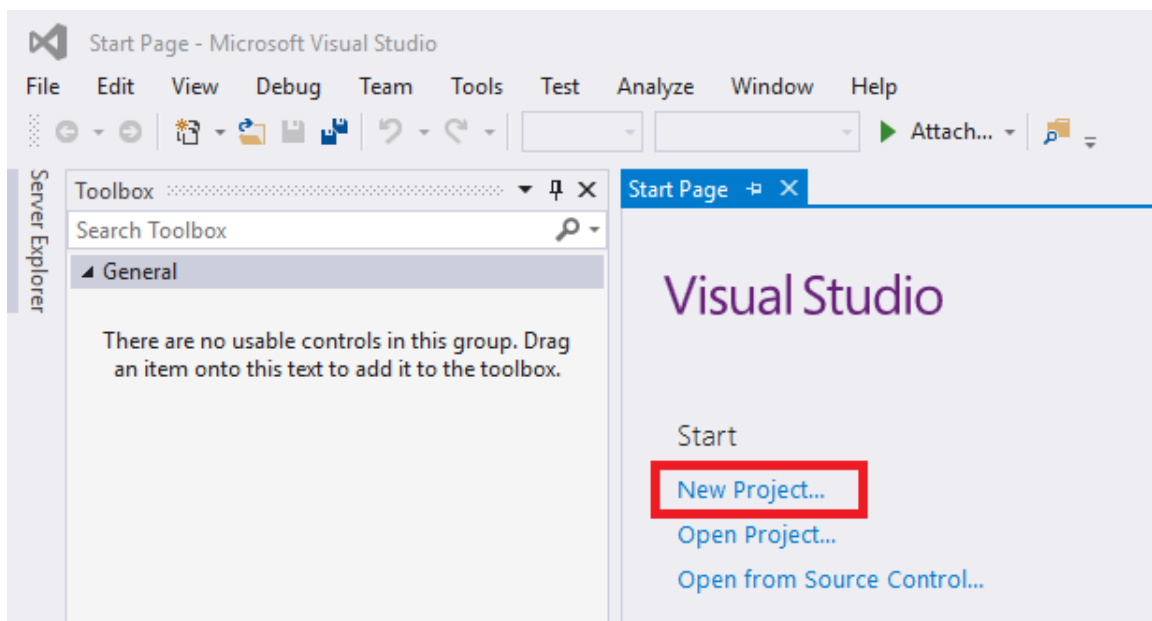 Start Page - Microsoft Visual Studio
File Edit View Debug Team Tools Test Analyze Window Help
Attach...
Server Explorer
Toolbox
Search Toolbox
General
There are no usable controls in this group. Drag
an item onto this text to add it to the toolbox.
Start Page
Visual Studio
Start
New Project...
Open Project...
Open from Source Control...